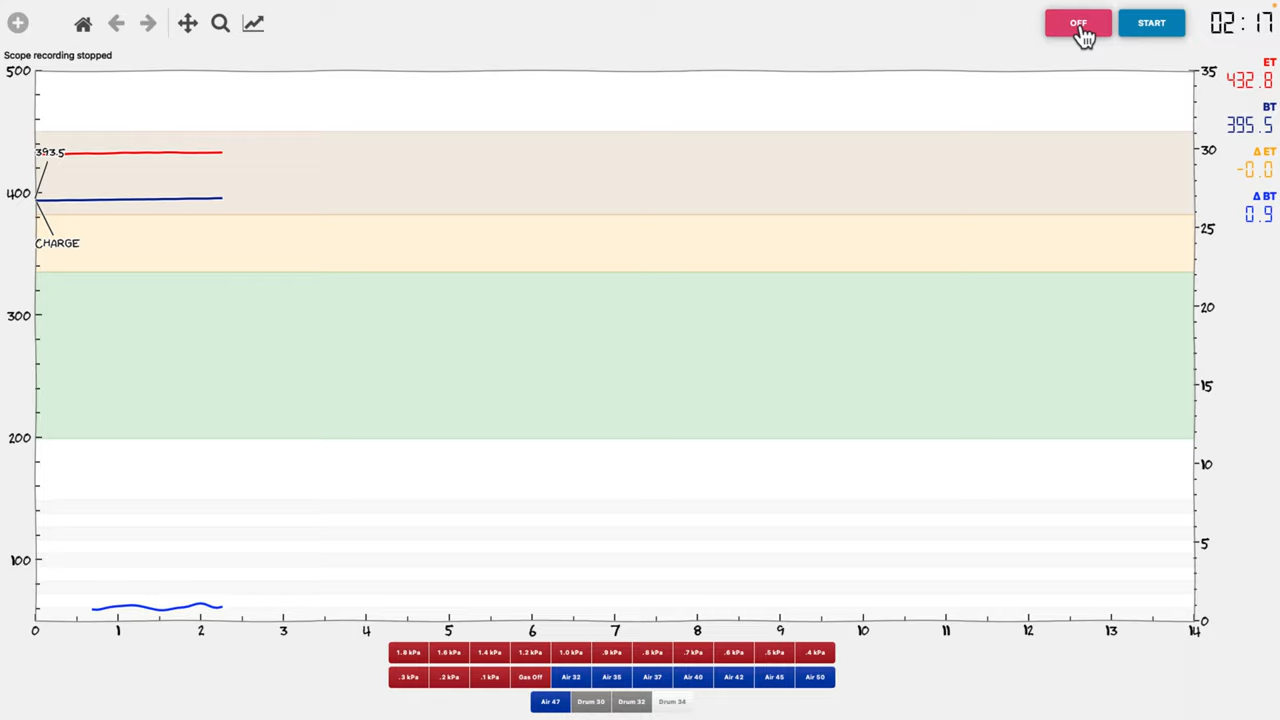 OFF
START
02:17
Scope recording stopped
ET
432.8
BT
395.5
Δ ET
-0.0
Δ BT
0.9
500
400
300
200
100
393.5
CHARGE
35
30
25
20
15
10
5
0
0 1 2 3 4 5 6 7 8 9 10 11 12 13 14
1.8 kPa 1.6 kPa 1.4 kPa 1.2 kPa 1.0 kPa .9 kPa .8 kPa .7 kPa .6 kPa .5 kPa .4 kPa
.3 kPa .2 kPa .1 kPa Gas Off Air 32 Air 35 Air 37 Air 40 Air 42 Air 45 Air 50
Air 47 Drum 30 Drum 32 Drum 34